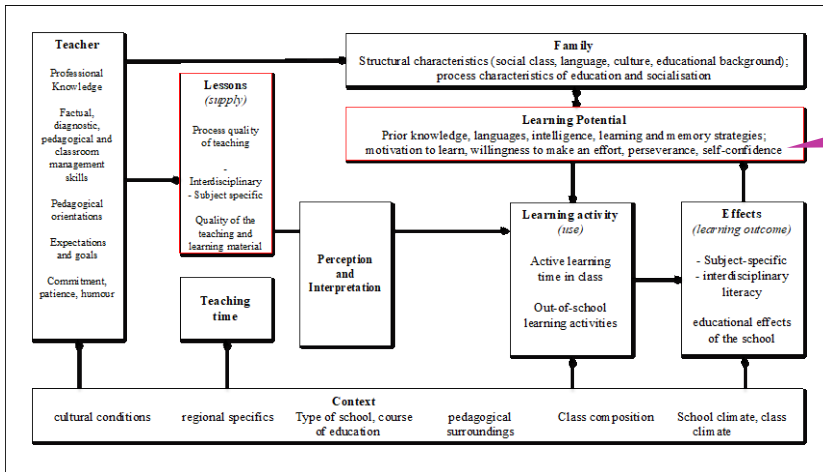 Teacher
Professional
Knowledge
Factual,
diagnostic,
pedagogical and
classroom
management
skills
Pedagogical
orientations
Expectations
and goals
Commitment,
patience, humour
Lessons
(supply)
Process quality
of teaching
-
Interdisciplinary
- Subject specific
Quality of the
teaching and
learning material
Teaching
time
Perception
and
Interpretation
Family
Structural characteristics (social class, language, culture, educational background);
process characteristics of education and socialisation
Learning Potential
Prior knowledge, languages, intelligence, learning and memory strategies;
motivation to learn, willingness to make an effort, perseverance, self-confidence
Learning activity
(use)
Active learning
time in class
Out-of-school
learning activities
Effects
(learning outcome)
- Subject-specific
- interdisciplinary
literacy
educational effects
of the school
Context
cultural conditions
regional specifics
Type of school, course
of education
pedagogical
surroundings
Class composition
School climate, class
climate